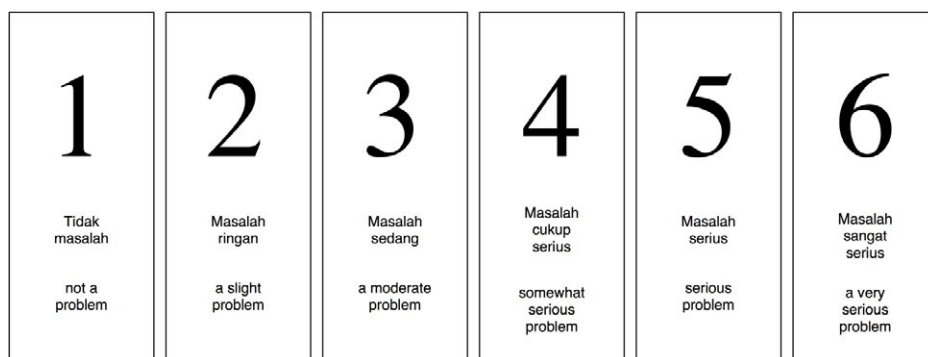 1
Tidak
masalah
not a
problem
2
Masalah
ringan
a slight
problem
3
Masalah
sedang
a moderate
problem
4
Masalah
cukup
serius
somewhat
serious
problem
5
Masalah
serius
serious
problem
6
Masalah
sangat
serius
a very
serious
problem